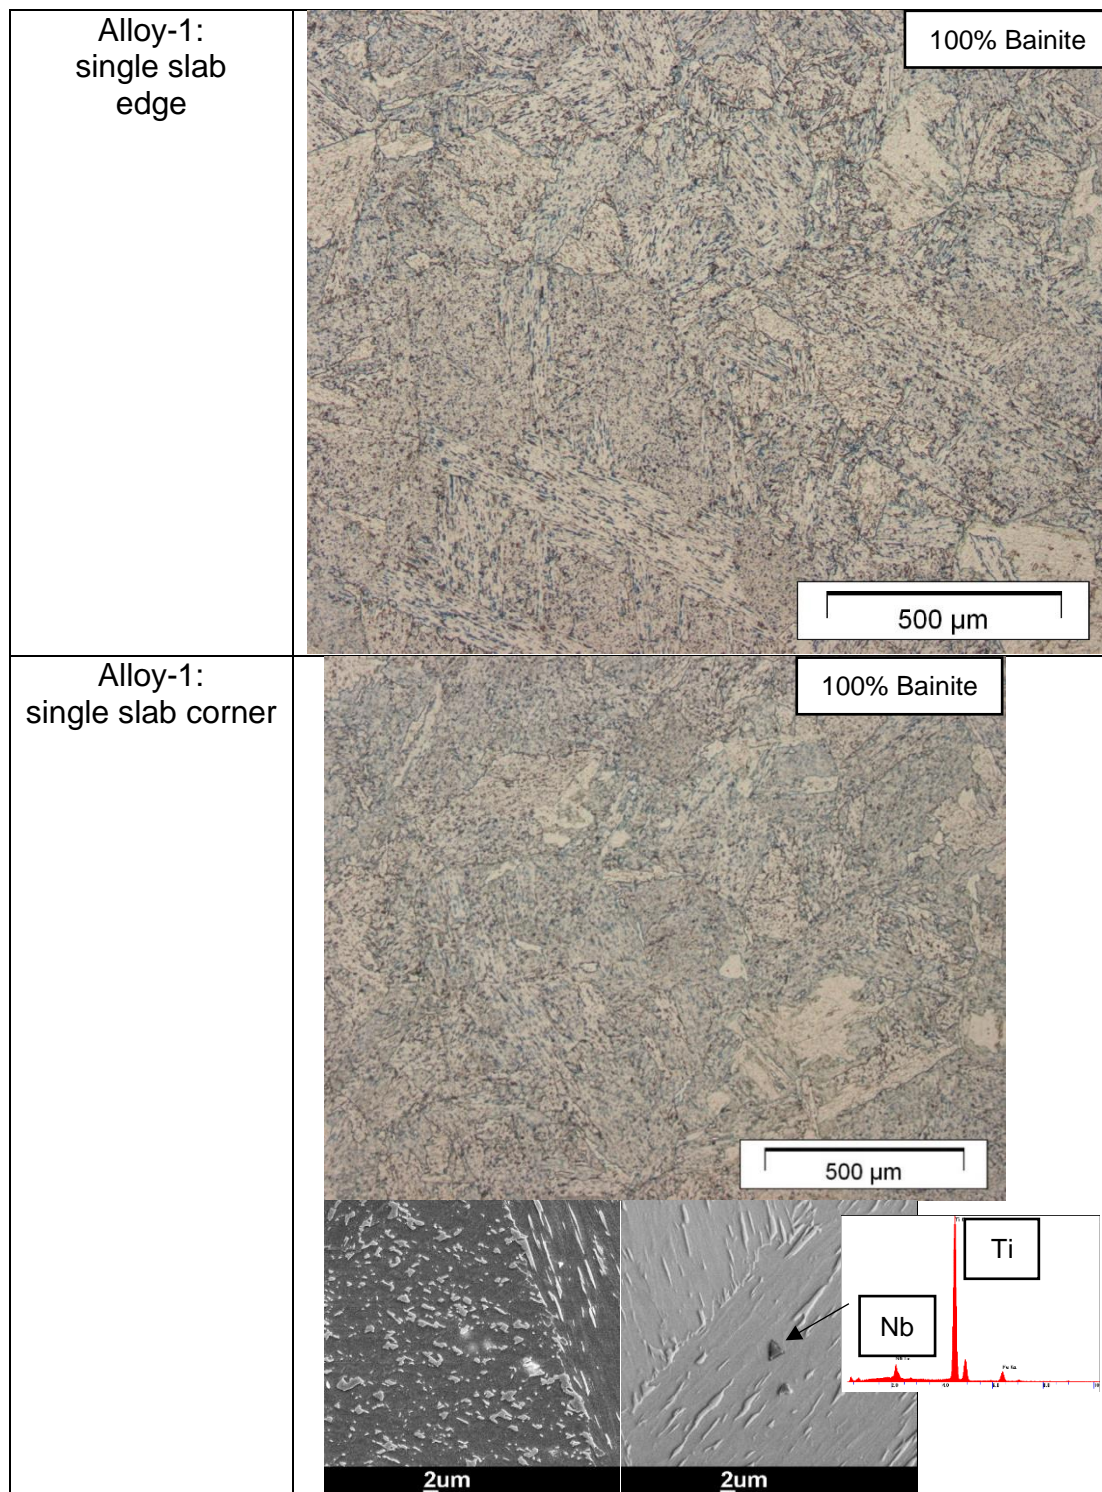 Alloy-1:
single slab
edge
100% Bainite
500 µm
Alloy-1:
single slab corner
100% Bainite
500 µm
Ti
Nb
2um
2um